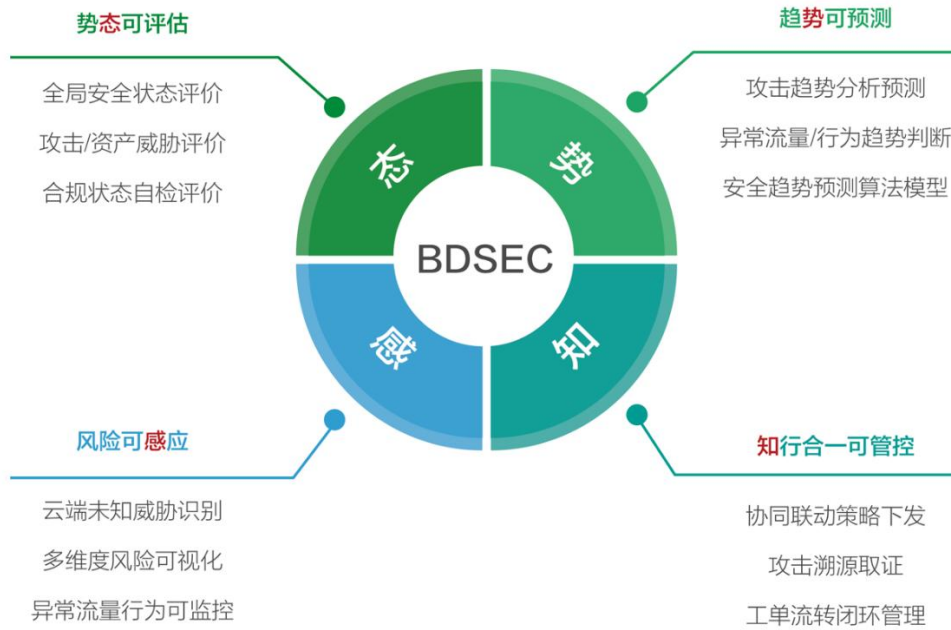 势态可评估
全局安全状态评价
攻击/资产威胁评价
合规状态自检评价
趋势可预测
攻击趋势分析预测
异常流量/行为趋势判断
安全趋势预测算法模型
态
势
BDSEC
感
知
风险可感应
云端未知威胁识别
多维度风险可视化
异常流量行为可监控
知行合一可管控
协同联动策略下发
攻击溯源取证
工单流转闭环管理